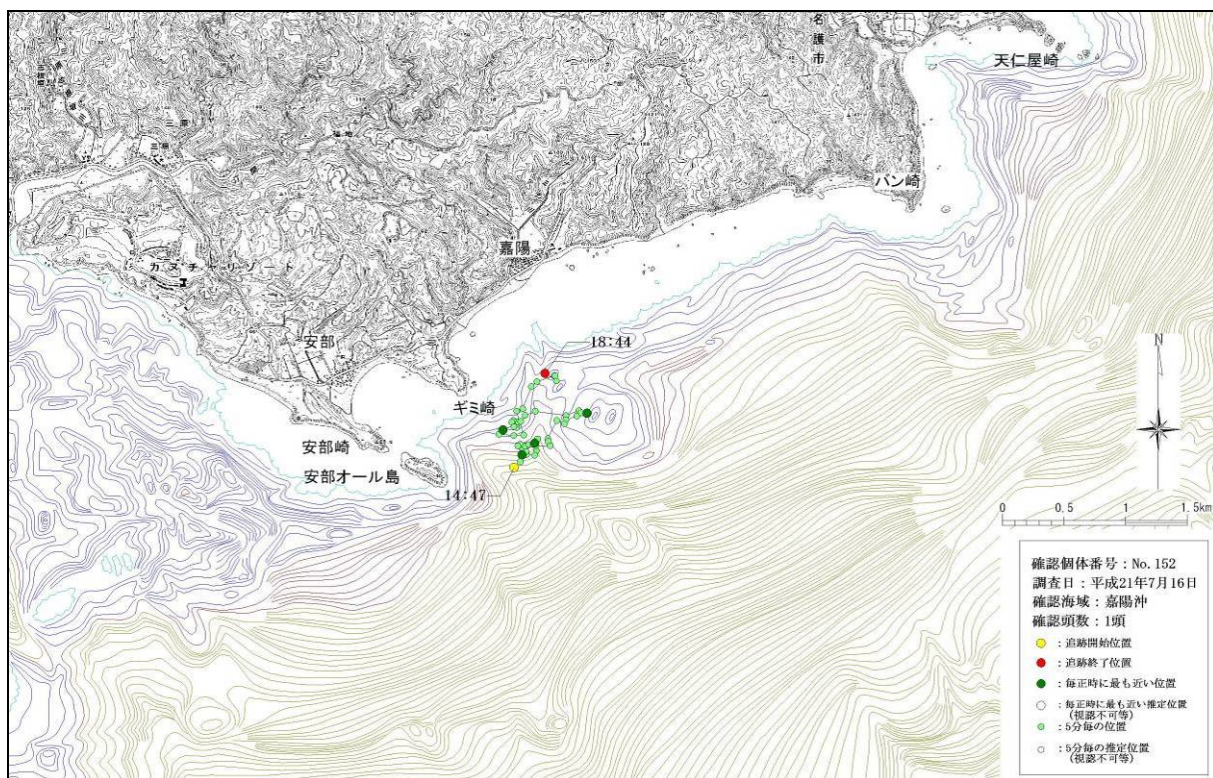 名護市
天仁屋崎
バン崎
嘉陽
カヌチャーリゾート
安部
18:44
ギミ崎
安部崎
安部オール島
14:47
N
0 0.5 1 1.5km
確認個体番号：No.152
調査日：平成21年7月16日
確認海域：嘉陽沖
確認頭数：1頭
：追跡開始位置
：追跡終了位置
：毎正時に最も近い位置
：毎正時に最も近い推定位置
(視認不可等)
：5分毎の位置
：5分毎の推定位置
(視認不可等)